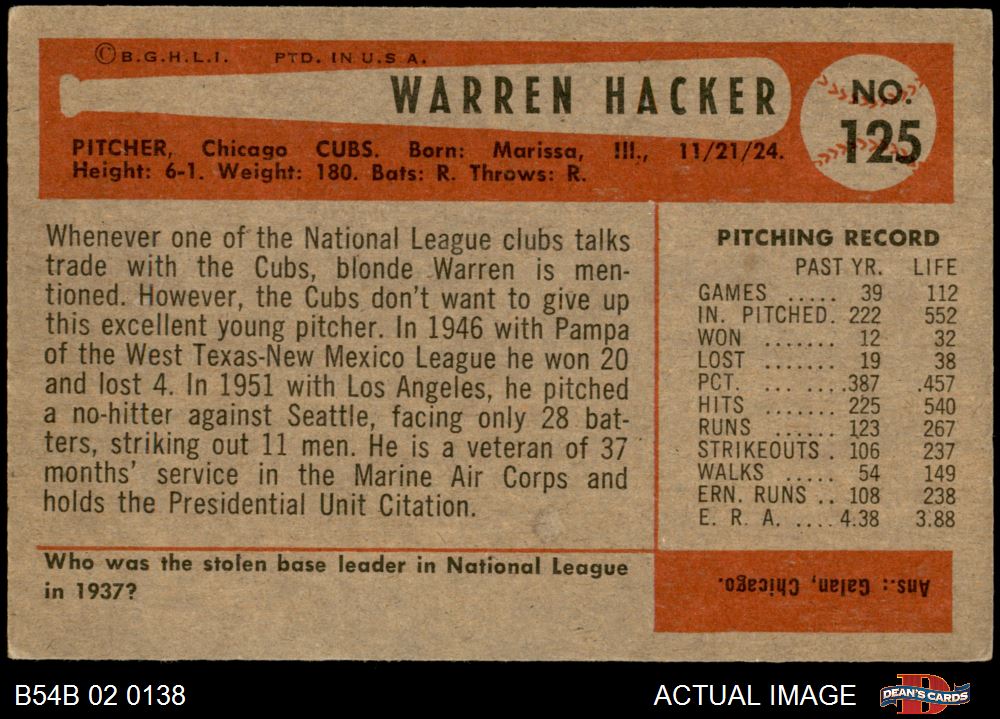 ©B.G.H.L.I. PTD. IN U.S A.
WARREN HACKER
NO.
125
PITCHER, Chicago CUBS. Born: Marissa, Ill., 11/21/24.
Height: 6-1. Weight: 180. Bats: R. Throws: R.
Whenever one of the National League clubs talks
trade with the Cubs, blonde Warren is men-
tioned. However, the Cubs don't want to give up
this excellent young pitcher. In 1946 with Pampa
of the West Texas-New Mexico League he won 20
and lost 4. In 1951 with Los Angeles, he pitched
a no-hitter against Seattle, facing only 28 bat-
ters, striking out 11 men. He is a veteran of 37
months' service in the Marine Air Corps and
holds the Presidential Unit Citation.
PITCHING RECORD
PAST YR. LIFE
GAMES ..... 39 112
IN. PITCHED. 222 552
WON ....... 12 32
LOST ....... 19 38
PCT. ... ..... .387 .457
HITS ....... 225 540
RUNS ...... 123 267
STRIKEOUTS . 106 237
WALKS ..... 54 149
ERN. RUNS .. 108 238
E. R. A. .... 4.38 3.88
Who was the stolen base leader in National League
in 1937?
Ans.: Galan, Chicago.
B54B 02 0138
ACTUAL IMAGE
DEAN'S CARDS